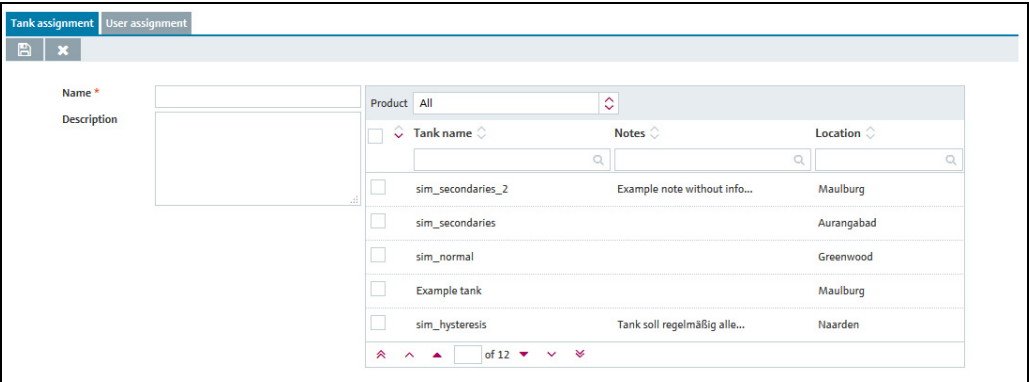 Tank assignment User assignment
Name *
Description
Product All
Tank name Notes Location
sim_secondaries_2 Example note without info... Maulburg
sim_secondaries Aurangabad
sim_normal Greenwood
Example tank Maulburg
sim_hysteresis Tank soll regelmäßig alle... Naarden
of 12